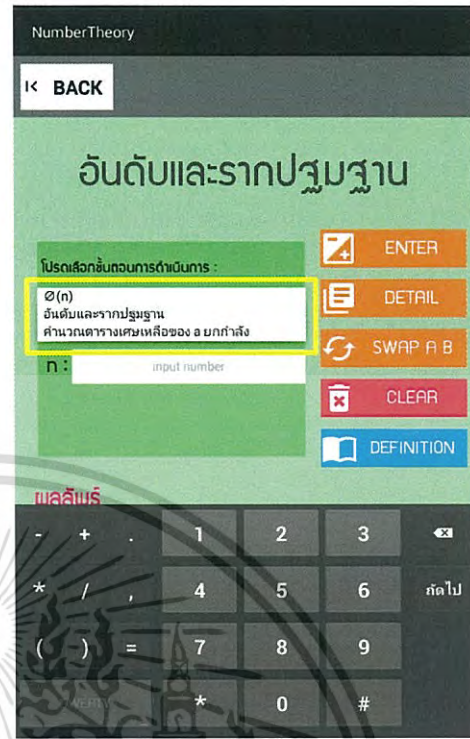 NumberTheory
BACK
อันดับและรากปฐมฐาน
โปรดเลือกขั้นตอนการดำเนินการ :
Ø(n)
อันดับและรากปฐมฐาน
คำนวณตารางเศษเหลือของ a ยกกำลัง
n : input number
ENTER
DETAIL
SWAP A B
CLEAR
DEFINITION
ผลลัพธ์
- + . 1 2 3
* / , 4 5 6 ถัดไป
( ) = 7 8 9
* 0 #